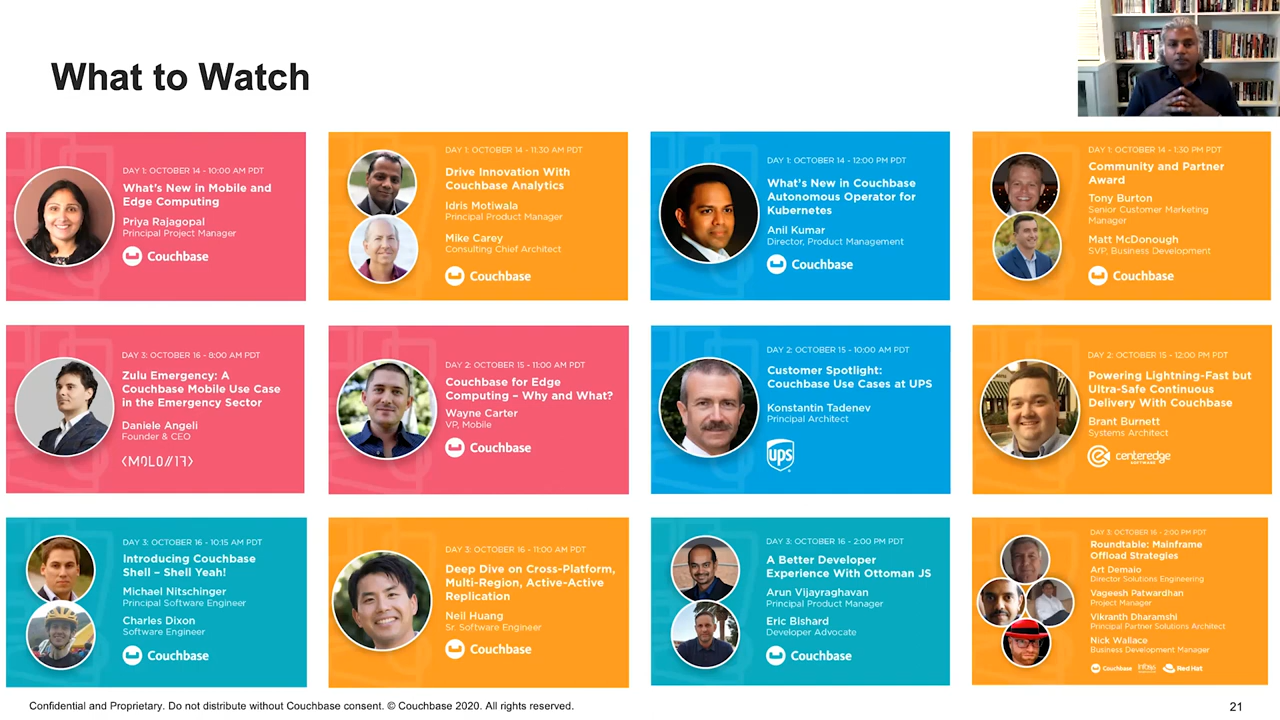 What to Watch
DAY 1: OCTOBER 14 - 10:00 AM PDT
What's New in Mobile and
Edge Computing
Priya Rajagopal
Principal Project Manager
Couchbase
DAY 1: OCTOBER 14 - 11:30 AM PDT
Drive Innovation With
Couchbase Analytics
Idris Motiwala
Principal Product Manager
Mike Carey
Consulting Chief Architect
Couchbase
DAY 1: OCTOBER 14 - 12:00 PM PDT
What's New in Couchbase
Autonomous Operator for
Kubernetes
Anil Kumar
Director, Product Management
Couchbase
DAY 1: OCTOBER 14 - 1:30 PM PDT
Community and Partner
Award
Tony Burton
Senior Customer Marketing
Manager
Matt McDonough
SVP, Business Development
Couchbase
DAY 3: OCTOBER 16 - 8:00 AM PDT
Zulu Emergency: A
Couchbase Mobile Use Case
in the Emergency Sector
Daniele Angeli
Founder & CEO
<MOLO//17>
DAY 2: OCTOBER 15 - 11:00 AM PDT
Couchbase for Edge
Computing – Why and What?
Wayne Carter
VP, Mobile
Couchbase
DAY 2: OCTOBER 15 - 10:00 AM PDT
Customer Spotlight:
Couchbase Use Cases at UPS
Konstantin Tadenev
Principal Architect
ups
DAY 2: OCTOBER 15 - 12:00 PM PDT
Powering Lightning-Fast but
Ultra-Safe Continuous
Delivery With Couchbase
Brant Burnett
Systems Architect
centeredge
SOFTWARE
DAY 3: OCTOBER 16 - 10:15 AM PDT
Introducing Couchbase
Shell – Shell Yeah!
Michael Nitschinger
Principal Software Engineer
Charles Dixon
Software Engineer
Couchbase
DAY 3: OCTOBER 16 - 11:00 AM PDT
Deep Dive on Cross-Platform,
Multi-Region, Active-Active
Replication
Neil Huang
Sr. Software Engineer
Couchbase
DAY 3: OCTOBER 16 - 2:00 PM PDT
A Better Developer
Experience With Ottoman JS
Arun Vijayraghavan
Principal Product Manager
Eric Bishard
Developer Advocate
Couchbase
DAY 3: OCTOBER 16 - 2:00 PM PDT
Roundtable: Mainframe
Offload Strategies
Art Demaio
Director Solutions Engineering
Vageesh Patwardhan
Project Manager
Vikranth Dharamshi
Principal Partner Solutions Architect
Nick Wallace
Business Development Manager
Couchbase Infosys Red Hat
Confidential and Proprietary. Do not distribute without Couchbase consent. © Couchbase 2020. All rights reserved.
21